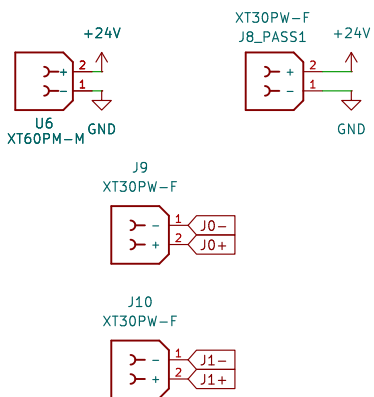 +24V
2
+
1
−
GND
U6
XT60PM-M
XT30PW-F
J8_PASS1
+24V
2
+
1
−
GND
J9
XT30PW-F
1
−
J0-
2
+
J0+
J10
XT30PW-F
1
−
J1-
2
+
J1+